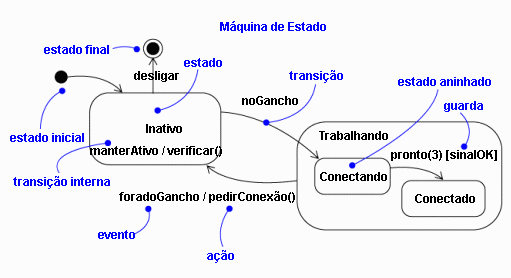 Máquina de Estado
estado final
desligar
estado
transição
noGancho
estado aninhado
guarda
estado inicial
Inativo
manterAtivo / verificar()
transição interna
Trabalhando
pronto(3) [sinalOK]
Conectando
Conectado
foradoGancho / pedirConexão()
evento
ação